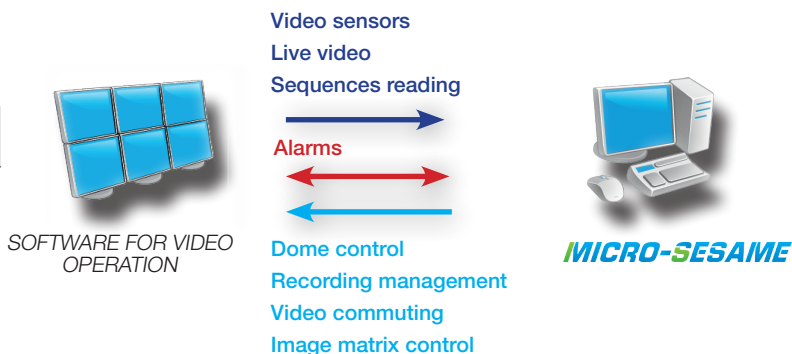 Video sensors
Live video
Sequences reading
Alarms
SOFTWARE FOR VIDEO
OPERATION
Dome control
Recording management
Video commuting
Image matrix control
MICRO-SESAME